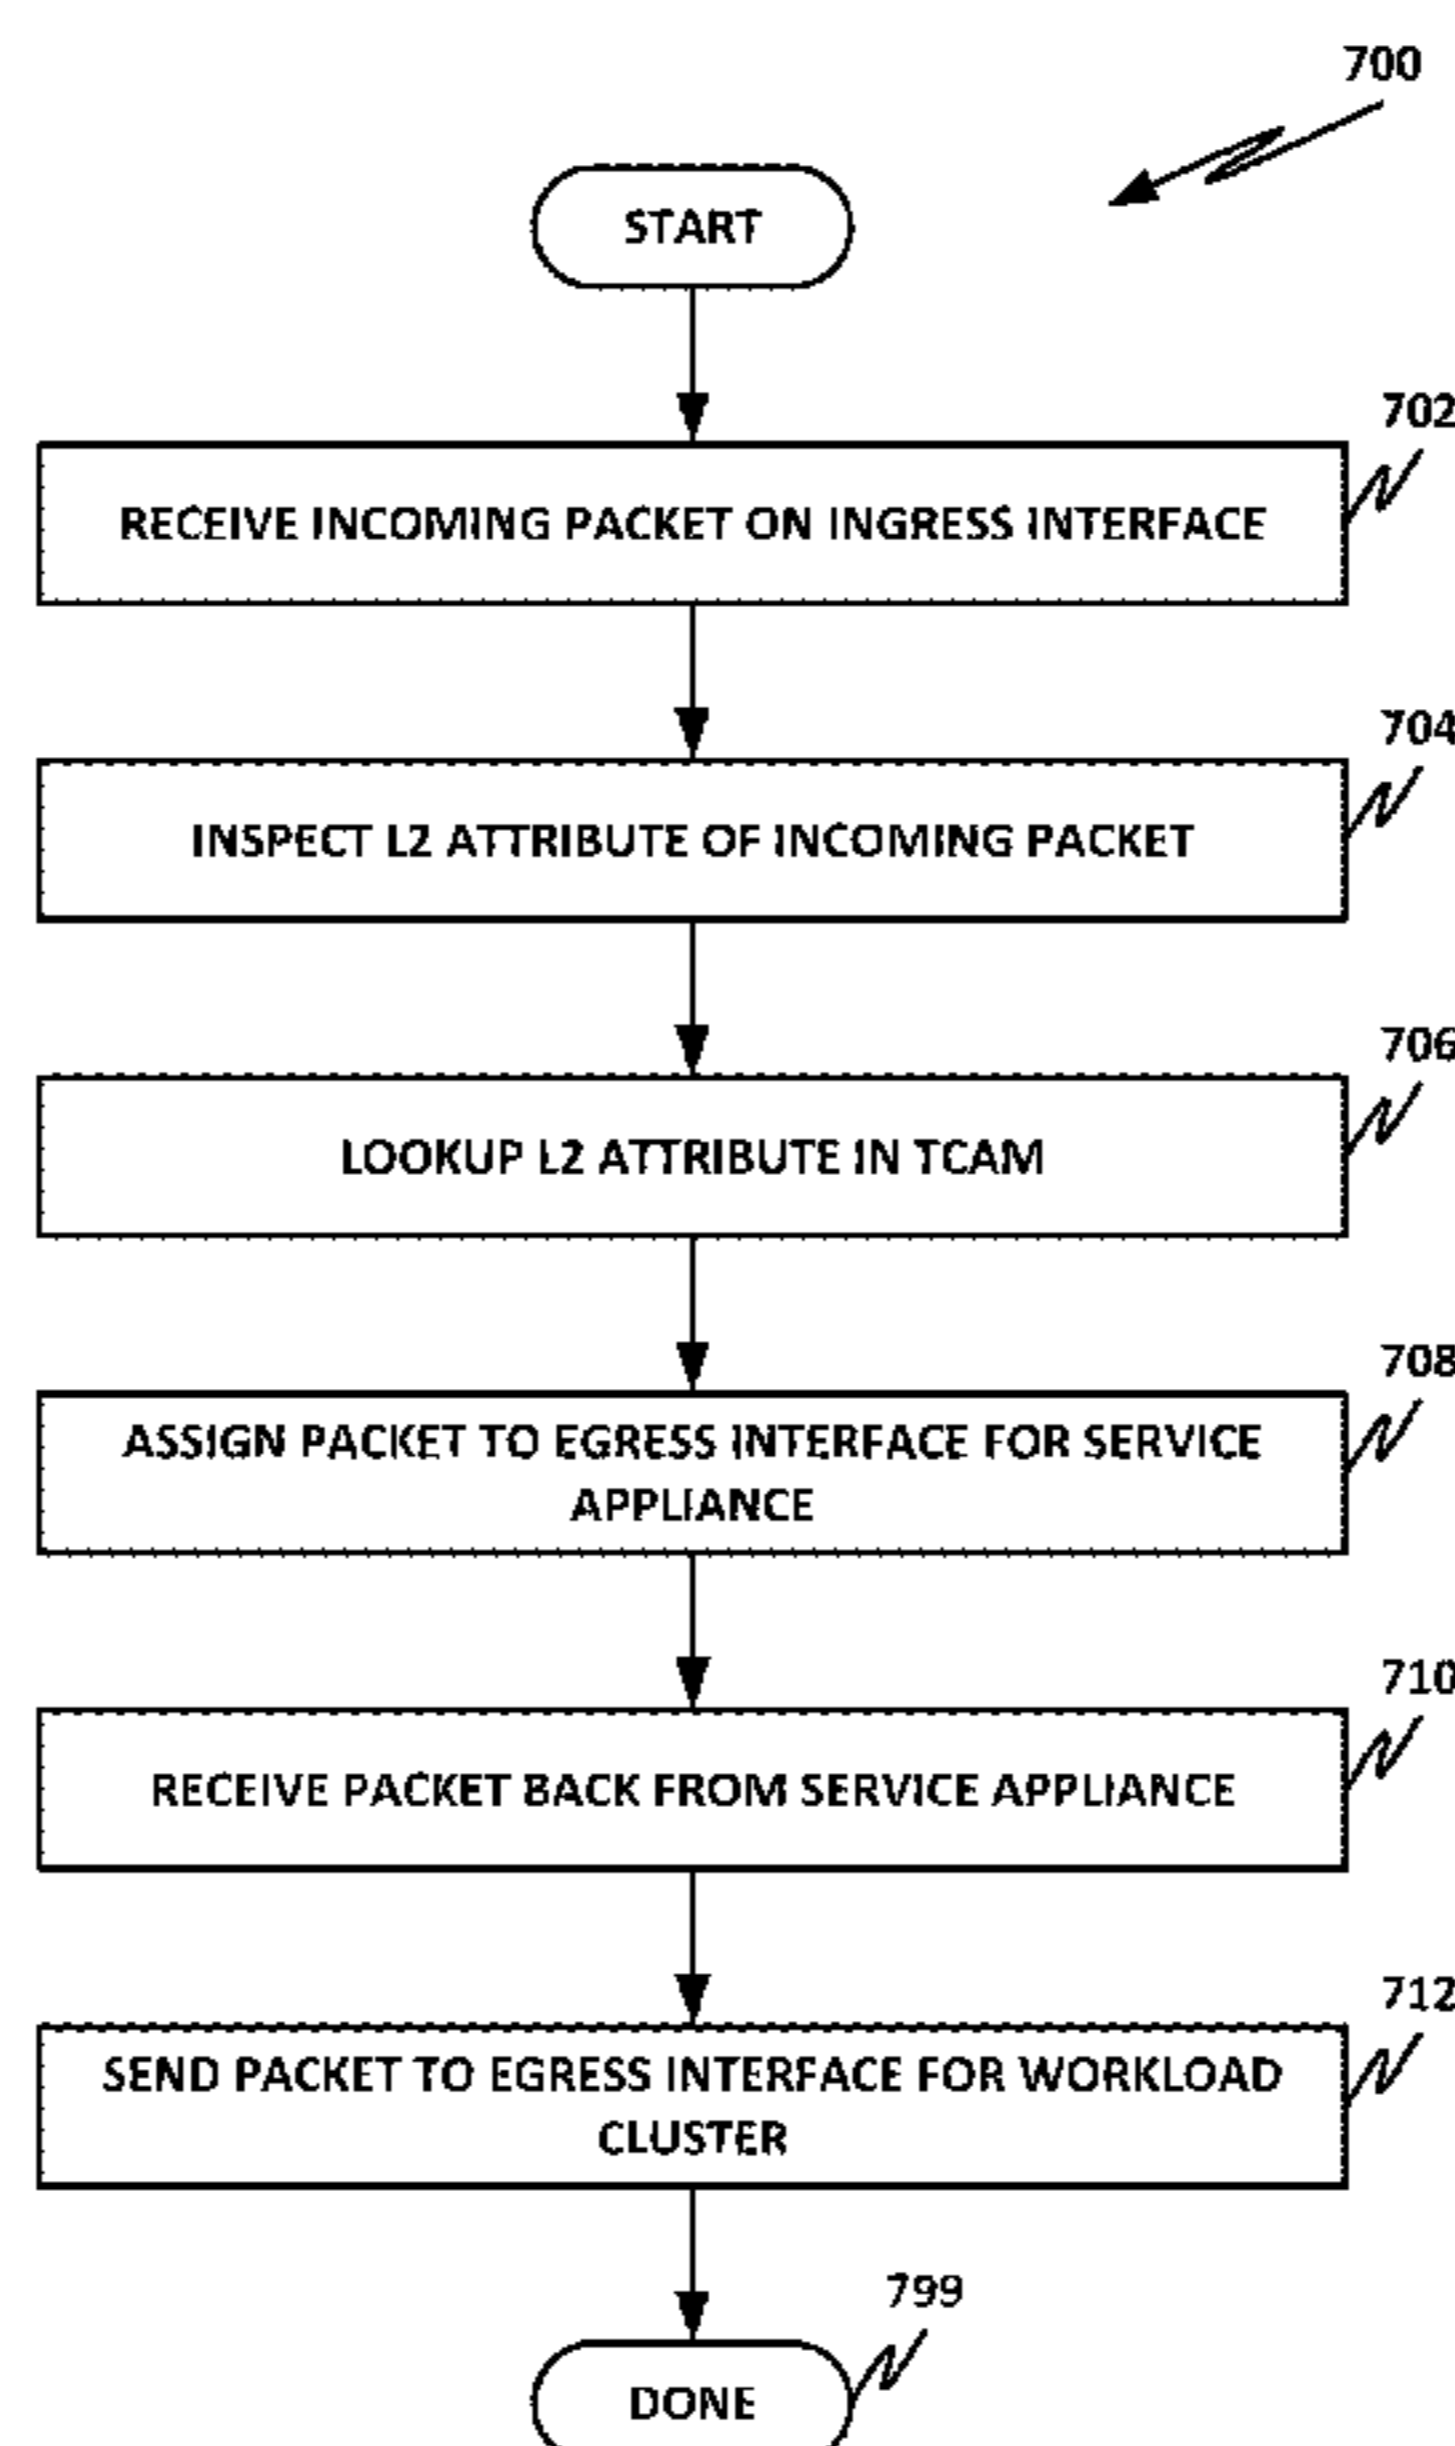 700
START
702
RECEIVE INCOMING PACKET ON INGRESS INTERFACE
704
INSPECT L2 ATTRIBUTE OF INCOMING PACKET
706
LOOKUP L2 ATTRIBUTE IN TCAM
708
ASSIGN PACKET TO EGRESS INTERFACE FOR SERVICE
APPLIANCE
710
RECEIVE PACKET BACK FROM SERVICE APPLIANCE
712
SEND PACKET TO EGRESS INTERFACE FOR WORKLOAD
CLUSTER
799
DONE